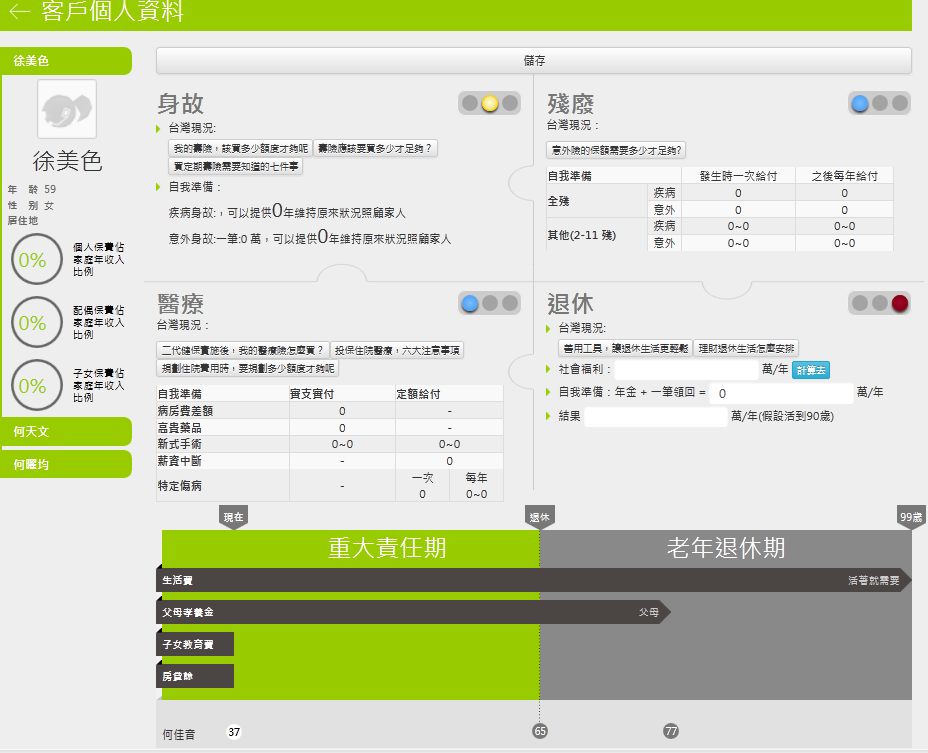 客戶個人資料
徐美色
徐美色
年 齡 59
性 別 女
居住地
0%
個人保費佔
家庭年收入
比例
0%
配偶保費佔
家庭年收入
比例
0%
子女保費佔
家庭年收入
比例
何天文
何曜均
儲存
身故
台灣現況:
我的壽險，該買多少額度才夠呢
壽險應該要買多少才足夠？
買定期壽險需要知道的七件事
自我準備：
疾病身故:，可以提供0年維持原來狀況照顧家人
意外身故:一筆:0 萬，可以提供0年維持原來狀況照顧家人
殘廢
台灣現況：
意外險的保額需要多少才足夠?
自我準備 發生時一次給付 之後每年給付
全殘 疾病 0 0
意外 0 0
其他(2-11 殘) 疾病 0~0 0~0
意外 0~0 0~0
醫療
台灣現況：
二代健保實施後，我的醫療險怎麼買？
投保住院醫療，六大注意事項
規劃住院費用時，要規劃多少額度才夠呢
自我準備 實支實付 定額給付
病房費差額 0 -
高貴藥品 0 -
新式手術 0~0 0~0
薪資中斷 - 0
特定傷病 - 一次 每年
0 0~0
退休
台灣現況:
善用工具，讓退休生活更輕鬆
理財退休生活怎麼安排
社會福利： 萬/年 計算去
自我準備：年金 + 一筆領回 = 0 萬/年
結果 萬/年(假設活到90歲)
現在 退休 99歲
重大責任期 老年退休期
生活費 活著就需要
父母孝養金 父母
子女教育費
房貸餘
何佳音 37 65 77